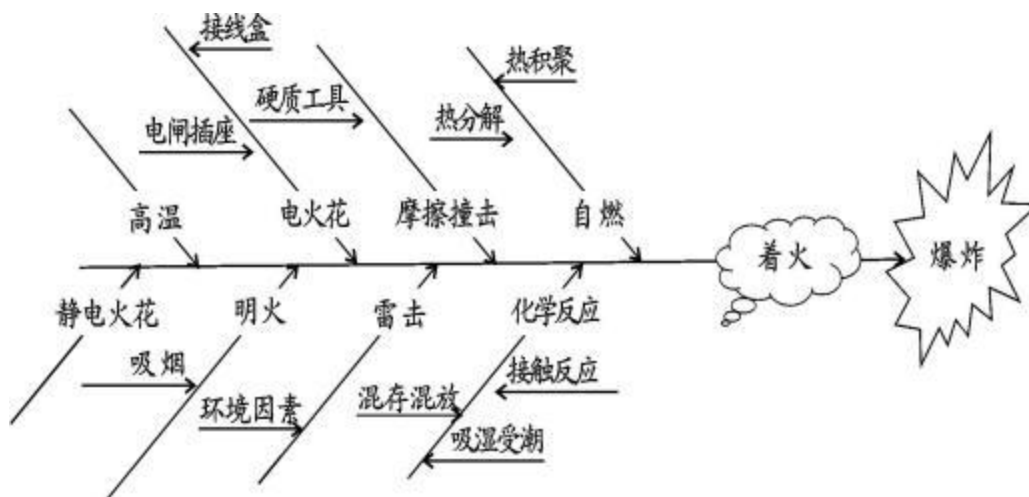 接线盒
硬质工具
热积聚
电闸插座
热分解
高温
电火花
摩擦撞击
自燃
着火
爆炸
静电火花
明火
雷击
化学反应
吸烟
接触反应
环境因素
混存混放
吸湿受潮